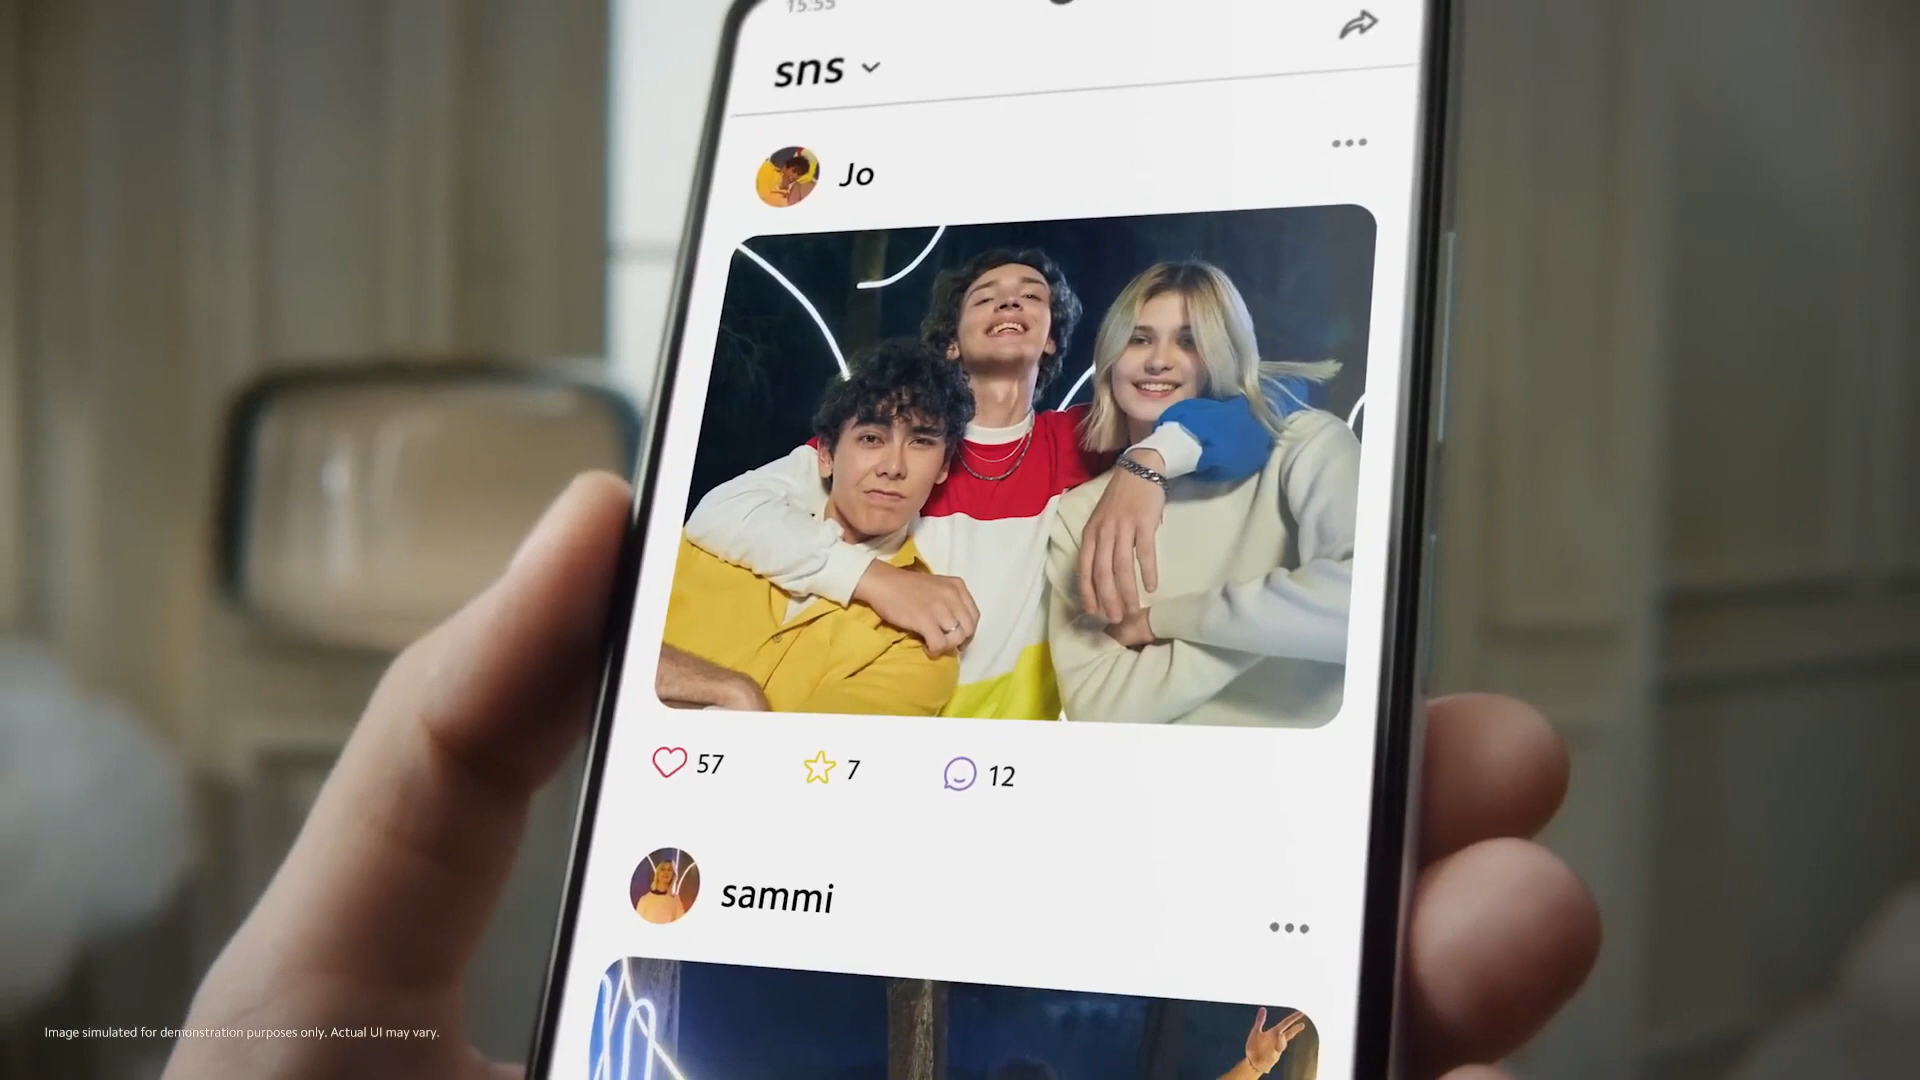 15:55
sns
Jo
57 7 12
sammi
Image simulated for demonstration purposes only. Actual UI may vary.